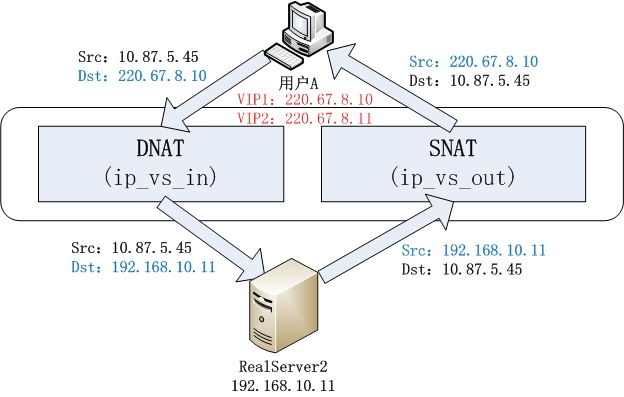 Src: 10.87.5.45
Dst: 220.67.8.10
Src: 220.67.8.10
Dst: 10.87.5.45
用户A
VIP1: 220.67.8.10
VIP2: 220.67.8.11
DNAT
(ip_vs_in)
SNAT
(ip_vs_out)
Src: 10.87.5.45
Dst: 192.168.10.11
Src: 192.168.10.11
Dst: 10.87.5.45
RealServer2
192.168.10.11